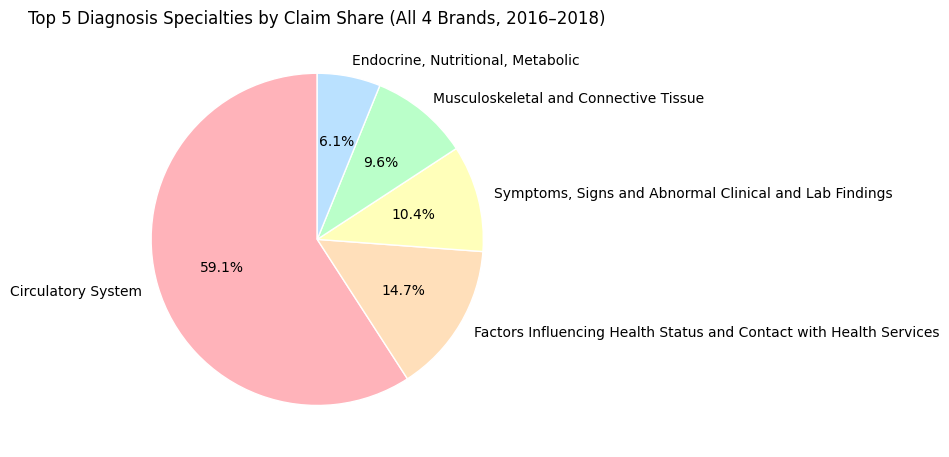 Top 5 Diagnosis Specialties by Claim Share (All 4 Brands, 2016–2018)
Endocrine, Nutritional, Metabolic
Musculoskeletal and Connective Tissue
6.1%
9.6%
Symptoms, Signs and Abnormal Clinical and Lab Findings
10.4%
59.1%
Circulatory System
14.7%
Factors Influencing Health Status and Contact with Health Services